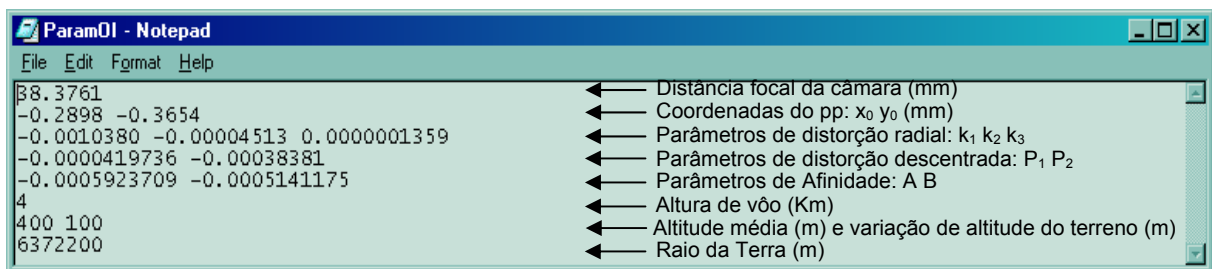 ParamOI - Notepad
File Edit Format Help
38.3761 Distância focal da câmara (mm)
-0.2898 -0.3654 Coordenadas do pp: x₀ y₀ (mm)
-0.0010380 -0.00004513 0.0000001359 Parâmetros de distorção radial: k₁ k₂ k₃
-0.0000419736 -0.00038381 Parâmetros de distorção descentrada: P₁ P₂
-0.0005923709 -0.0005141175 Parâmetros de Afinidade: A B
4 Altura de vôo (Km)
400 100 Altitude média (m) e variação de altitude do terreno (m)
6372200 Raio da Terra (m)